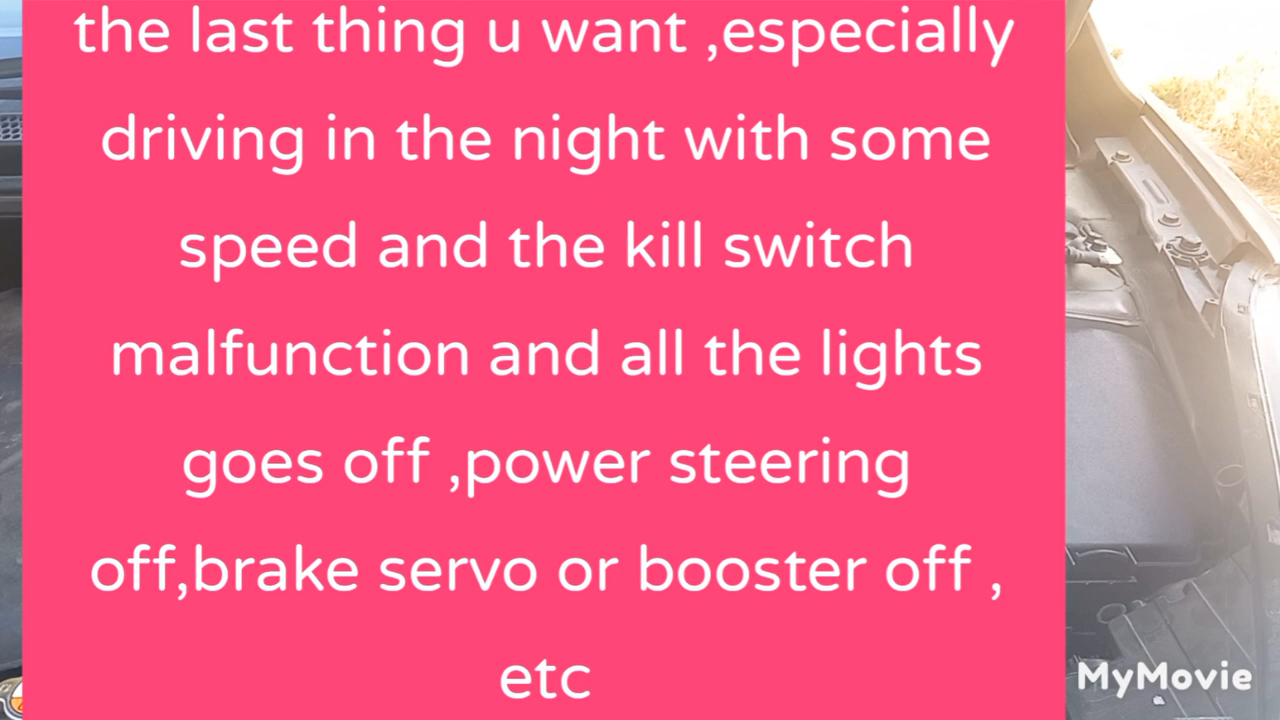 the last thing u want ,especially
driving in the night with some
speed and the kill switch
malfunction and all the lights
goes off ,power steering
off,brake servo or booster off ,
etc
MyMovie